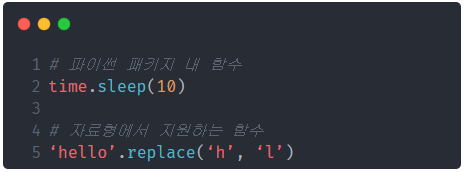 1 # 파이썬 패키지 내 함수
2 time.sleep(10)
3
4 # 자료형에서 지원하는 함수
5 ‘hello’.replace(‘h’, ‘l’)